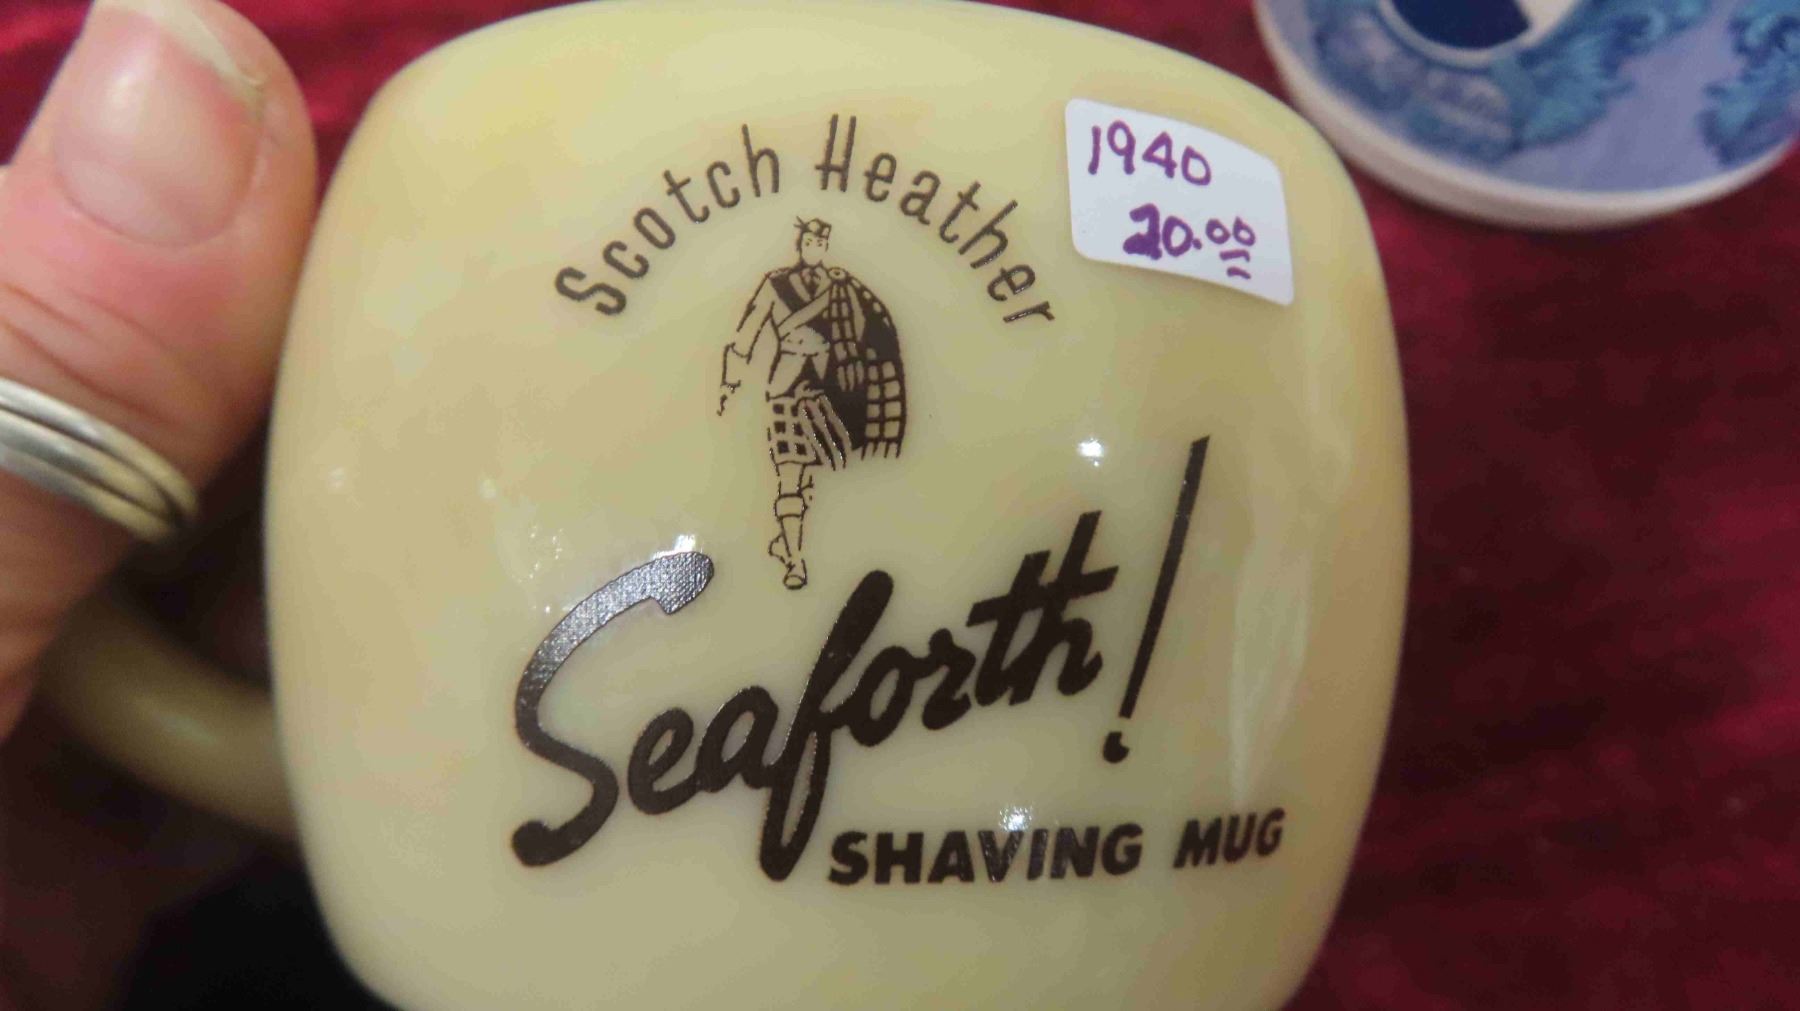 Scotch Heather
1940
20.00
Seaforth!
SHAVING MUG